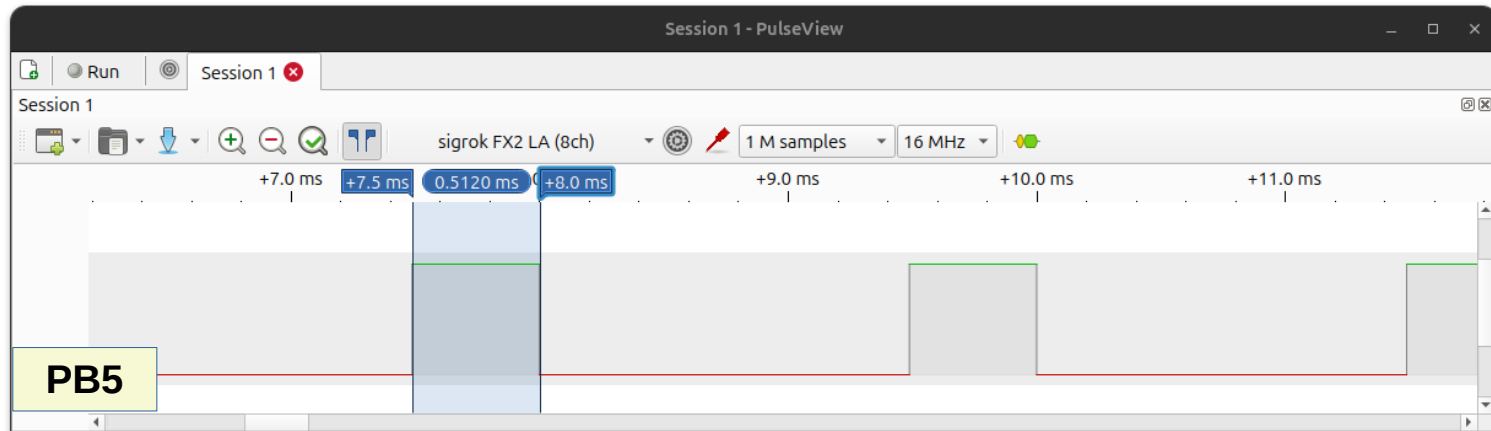 Session 1 - PulseView
Run
Session 1
Session 1
sigrok FX2 LA (8ch)
1 M samples
16 MHz
+7.0 ms
+7.5 ms
0.5120 ms
+8.0 ms
+9.0 ms
+10.0 ms
+11.0 ms
PB5